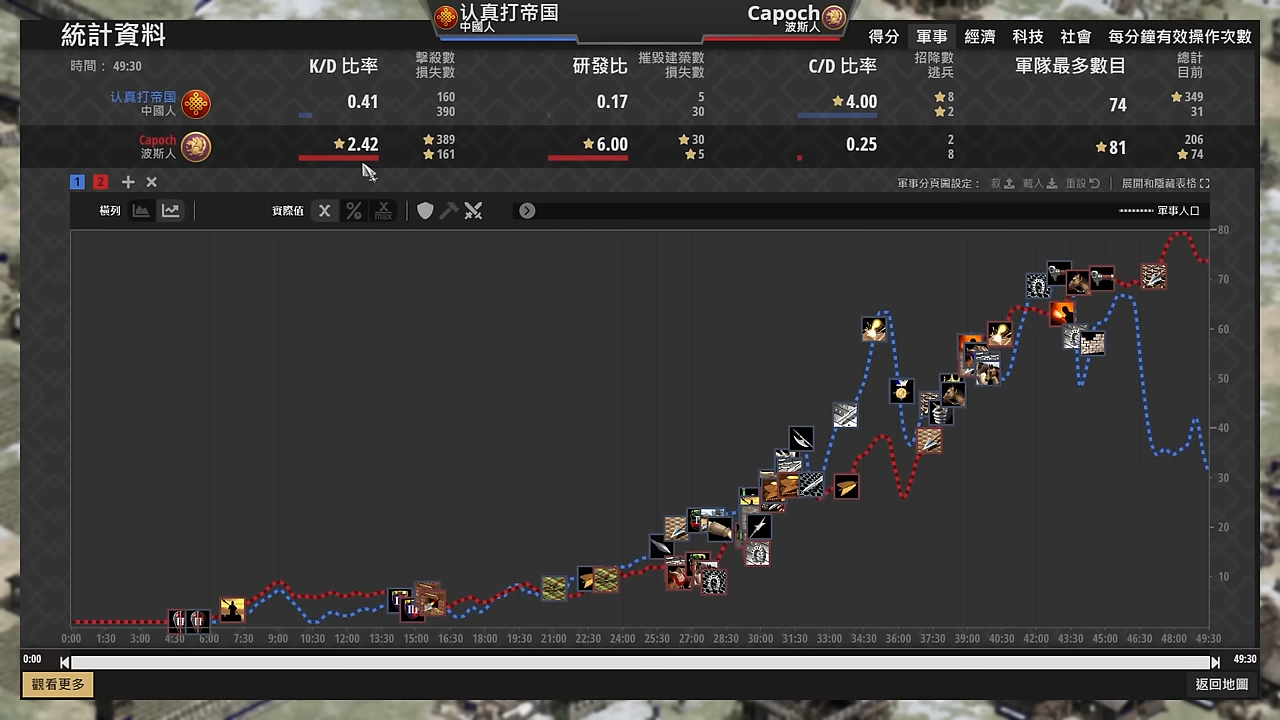 认真打帝国
中國人
Capoch
波斯人
統計資料
得分 軍事 經濟 科技 社會 每分鐘有效操作次數
時間： 49:30
K/D 比率
擊殺數
損失數
研發比
摧毀建築數
損失數
C/D 比率
招降數
逃兵
軍隊最多數目
總計
目前
认真打帝国
中國人
0.41
160
390
0.17
5
30
4.00
8
2
74
349
31
Capoch
波斯人
2.42
389
161
6.00
30
5
0.25
2
8
81
206
74
1 2
軍事分頁圖設定： 載入 重設 展開和隱藏表格
橫列
實際值
X % X max
軍事人口
80
70
60
50
40
30
20
10
0:00 1:30 3:00 4:30 6:00 7:30 9:00 10:30 12:00 13:30 15:00 16:30 18:00 19:30 21:00 22:30 24:00 25:30 27:00 28:30 30:00 31:30 33:00 34:30 36:00 37:30 39:00 40:30 42:00 43:30 45:00 46:30 48:00 49:30
0:00
49:30
觀看更多
返回地圖